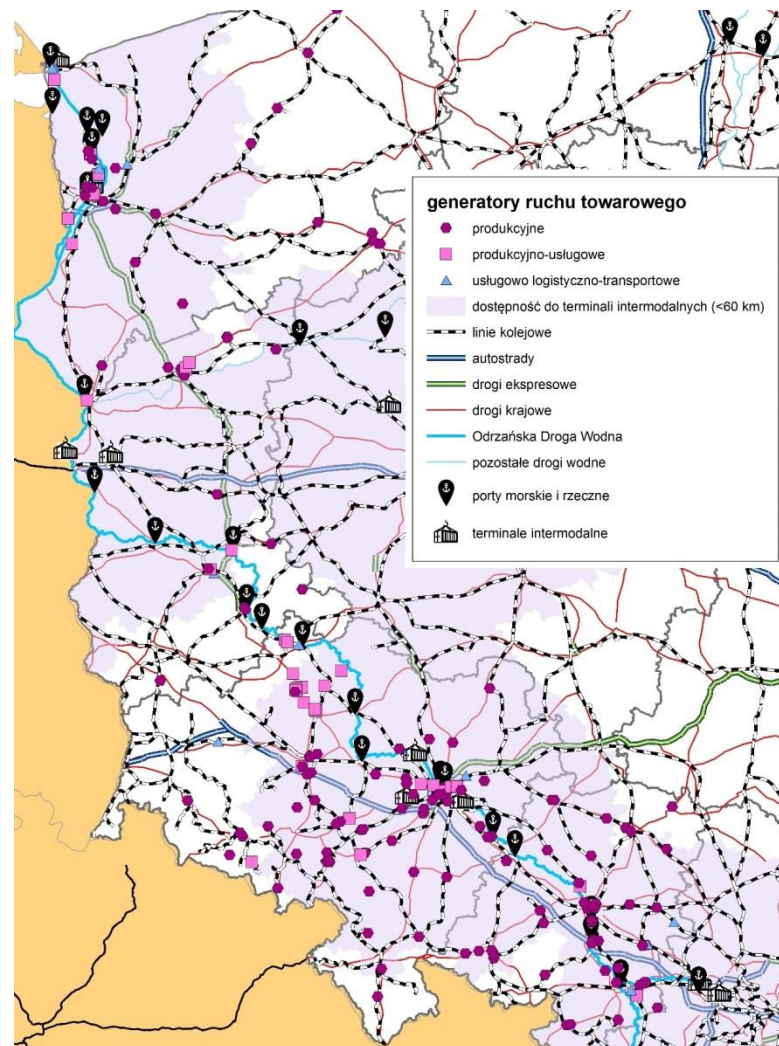 generatory ruchu towarowego
produkcyjne
produkcyjno-usługowe
usługowo logistyczno-transportowe
dostępność do terminali intermodalnych (<60 km)
linie kolejowe
autostrady
drogi ekspresowe
drogi krajowe
Odrzańska Droga Wodna
pozostałe drogi wodne
porty morskie i rzeczne
terminale intermodalne